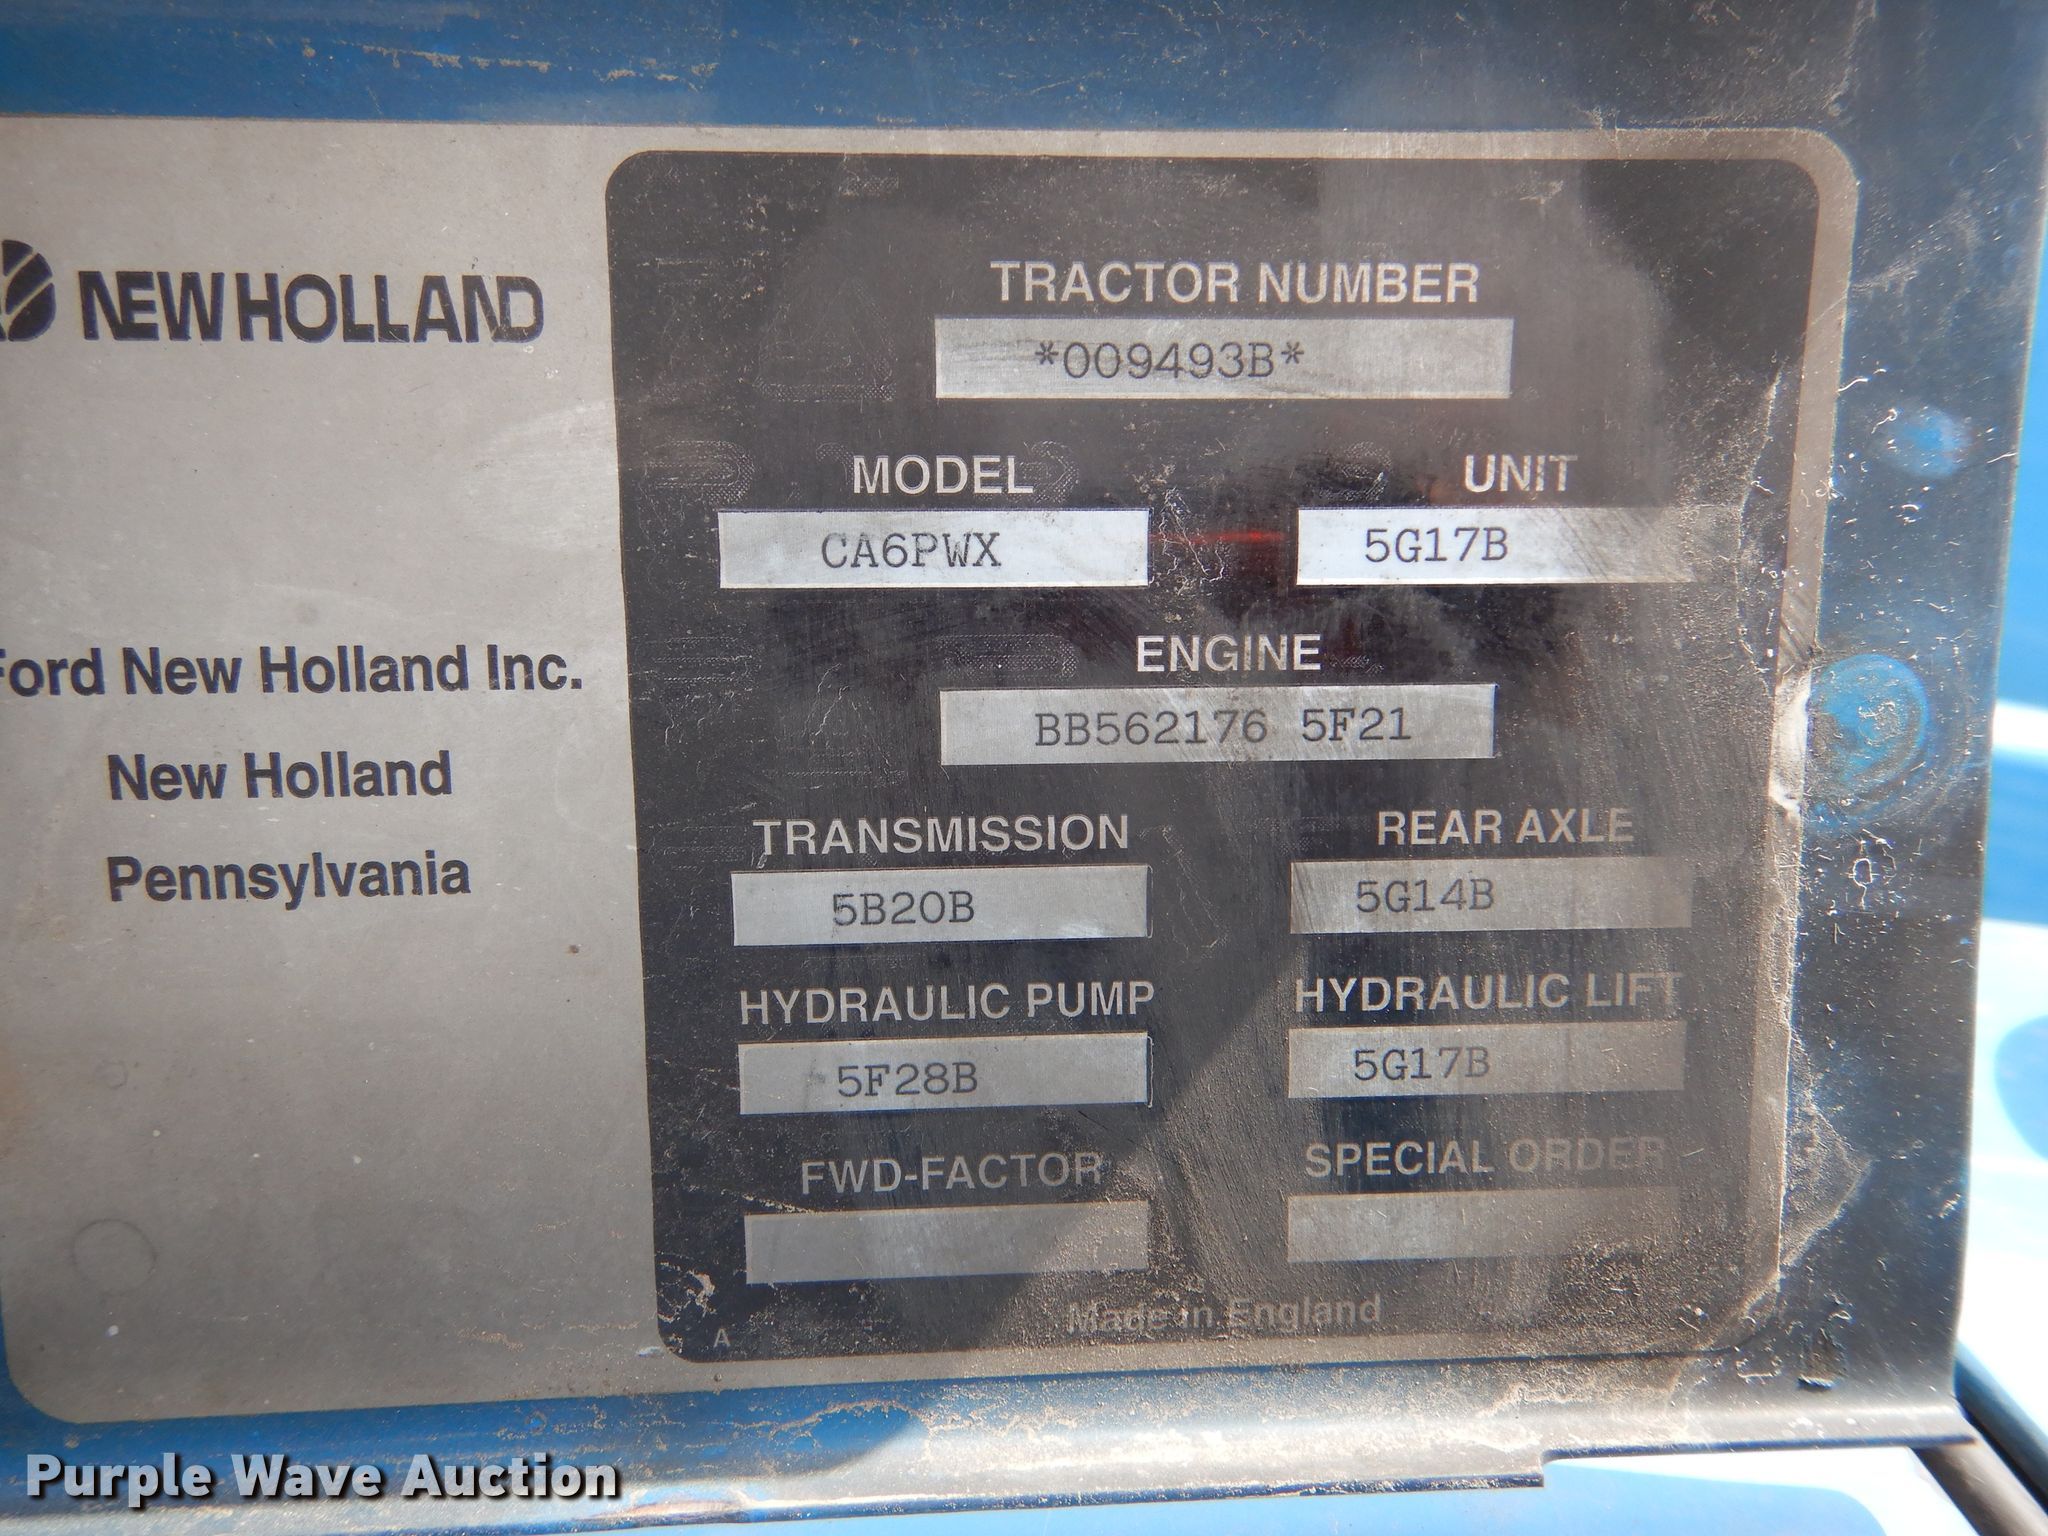 NEW HOLLAND
Ford New Holland Inc.
New Holland
Pennsylvania
TRACTOR NUMBER
*009493B*
MODEL UNIT
CA6PWX 5G17B
ENGINE
BB562176 5F21
TRANSMISSION REAR AXLE
5B20B 5G14B
HYDRAULIC PUMP HYDRAULIC LIFT
5F28B 5G17B
FWD-FACTOR SPECIAL ORDER
Made in England
A
Purple Wave Auction